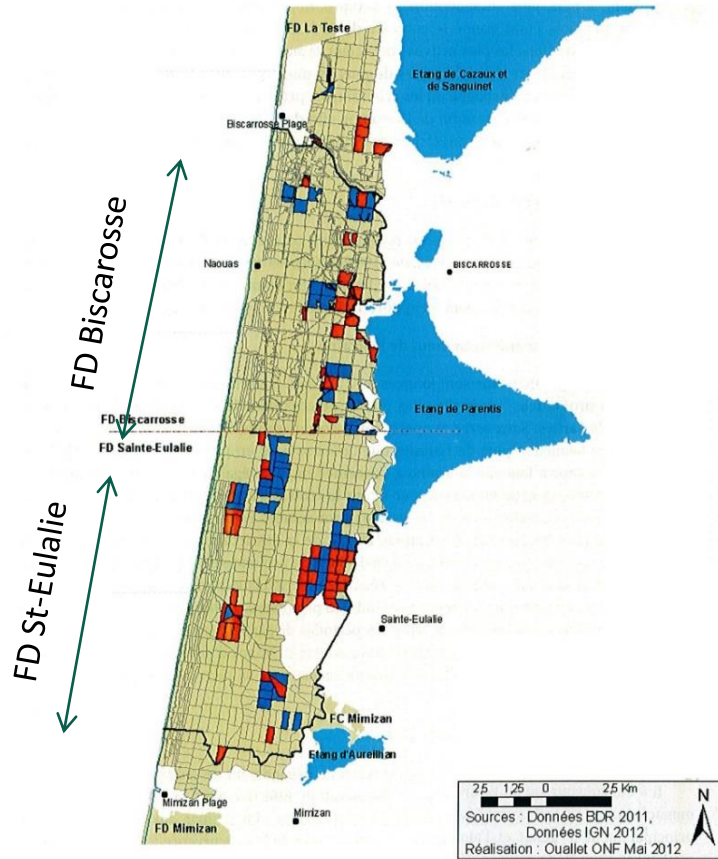 FD La Teste
Etang de Cazaux et
de Sanguinet
Biscarrosse Plage
FD Biscarosse
Naouas
BISCARROSSE
Etang de Parentis
FD Biscarrosse
FD Sainte-Eulalie
FD St-Eulalie
Sainte-Eulalie
FC Mimizan
Etang d'Aureilhan
Mimizan Plage
Mimizan
FD Mimizan
2,5 1,25 0 2,5 Km
N
Sources : Données BDR 2011,
Données IGN 2012
Réalisation : Ouallet ONF Mai 2012